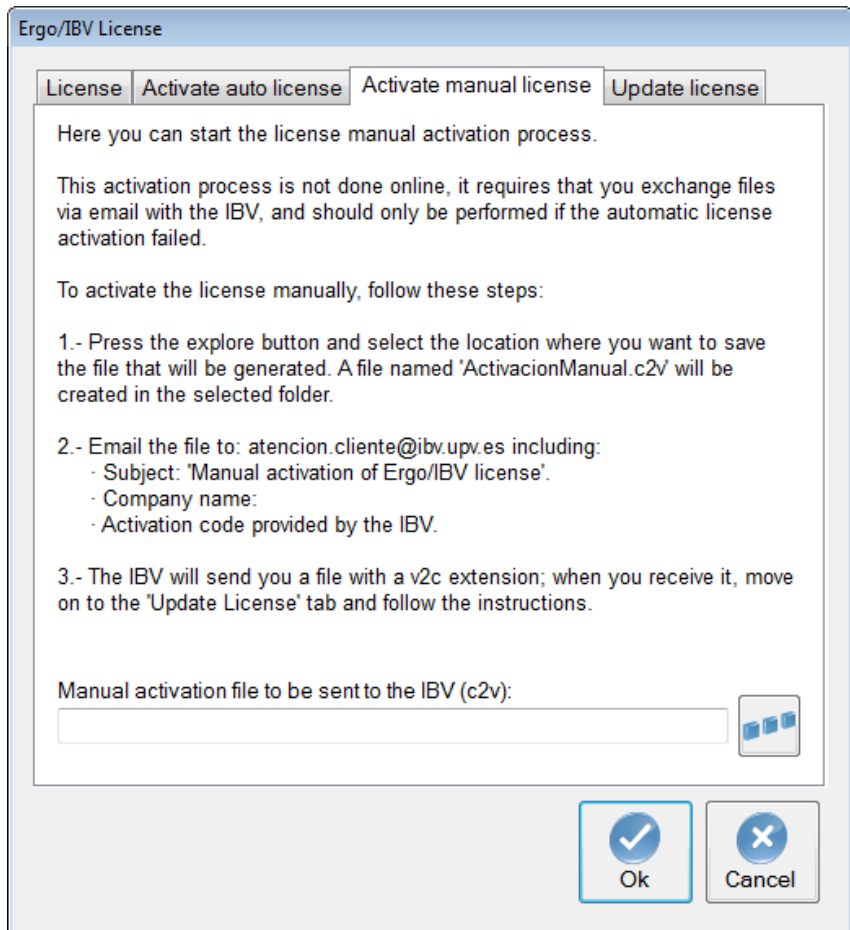 Ergo/IBV License
License
Activate auto license
Activate manual license
Update license
Here you can start the license manual activation process.
This activation process is not done online, it requires that you exchange files
via email with the IBV, and should only be performed if the automatic license
activation failed.
To activate the license manually, follow these steps:
1.- Press the explore button and select the location where you want to save
the file that will be generated. A file named 'ActivacionManual.c2v' will be
created in the selected folder.
2.- Email the file to: atencion.cliente@ibv.upv.es including:
· Subject: 'Manual activation of Ergo/IBV license'.
· Company name:
· Activation code provided by the IBV.
3.- The IBV will send you a file with a v2c extension; when you receive it, move
on to the 'Update License' tab and follow the instructions.
Manual activation file to be sent to the IBV (c2v):
Ok
Cancel